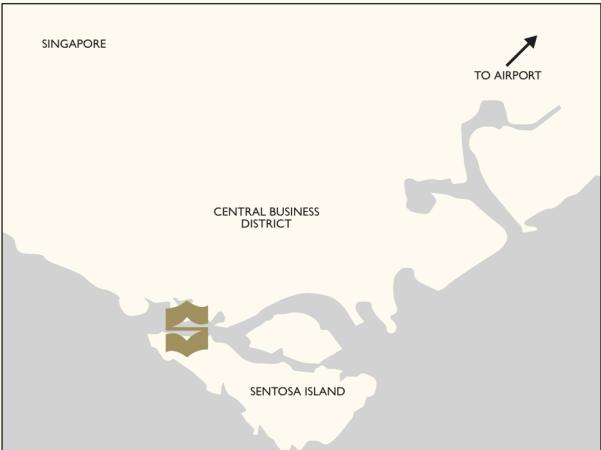 SINGAPORE
TO AIRPORT
CENTRAL BUSINESS
DISTRICT
SENTOSA ISLAND